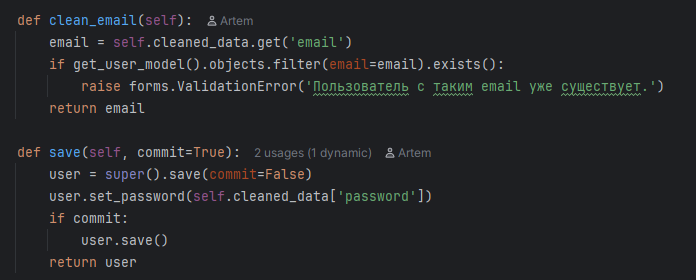 def clean_email(self): Artem
    email = self.cleaned_data.get('email')
    if get_user_model().objects.filter(email=email).exists():
        raise forms.ValidationError('Пользователь с таким email уже существует.')
    return email

def save(self, commit=True): 2 usages (1 dynamic) Artem
    user = super().save(commit=False)
    user.set_password(self.cleaned_data['password'])
    if commit:
        user.save()
    return user